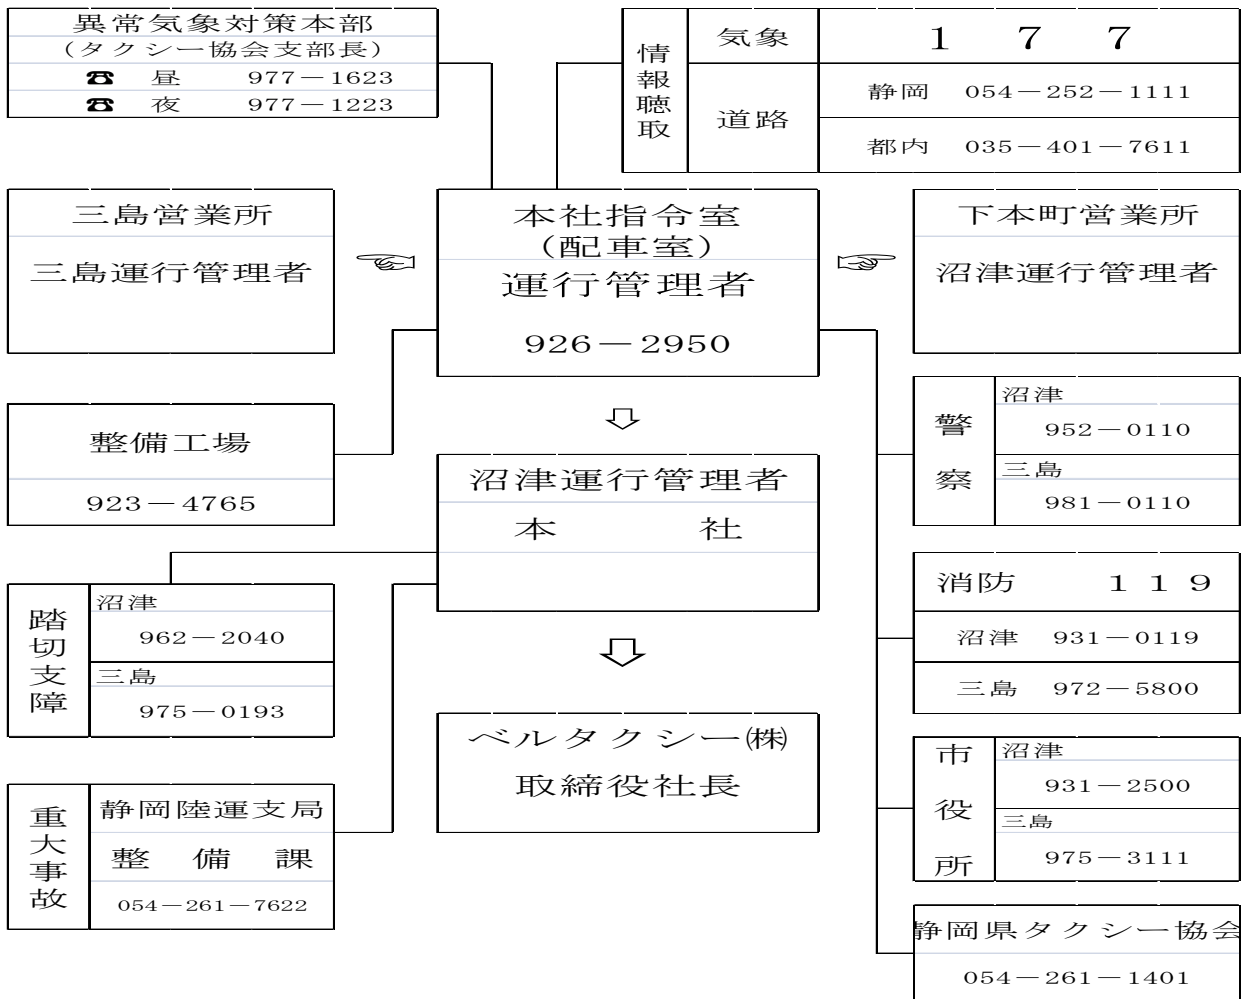 異常気象対策本部
(タクシー協会支部長)
☎ 昼 977－1623
☎ 夜 977－1223
情報聴取
気象 1 7 7
道路
静岡 054－252－1111
都内 035－401－7611
三島営業所
三島運行管理者
本社指令室
(配車室)
運行管理者
926－2950
下本町営業所
沼津運行管理者
整備工場
923－4765
沼津運行管理者
本 社
警察
沼津
952－0110
三島
981－0110
消防 1 1 9
沼津 931－0119
三島 972－5800
踏切支障
沼津
962－2040
三島
975－0193
ベルタクシー㈱
取締役社長
市役所
沼津
931－2500
三島
975－3111
重大事故
静岡陸運支局
整 備 課
054－261－7622
静岡県タクシー協会
054－261－1401